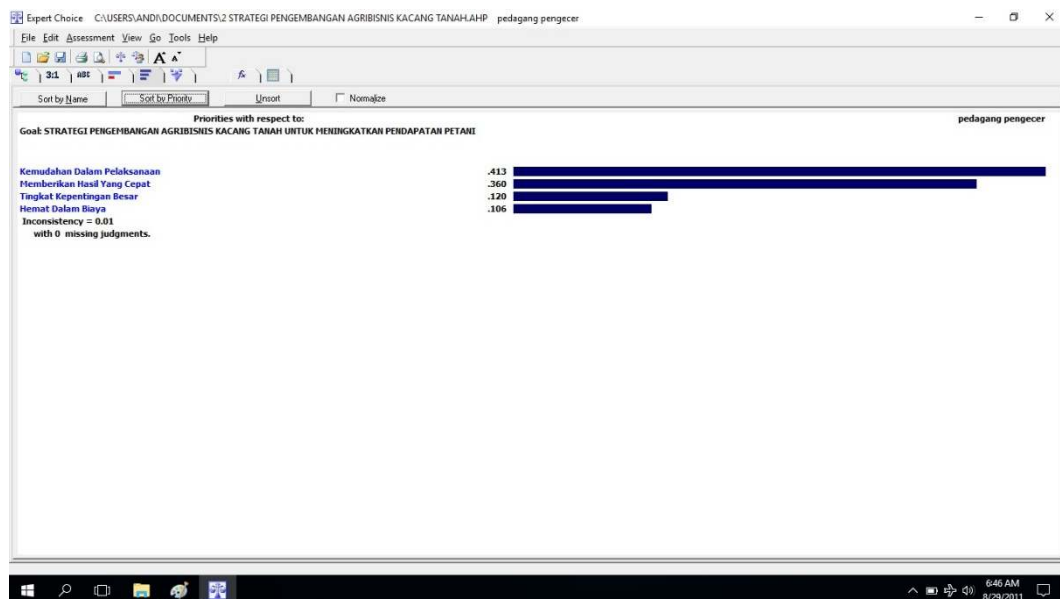 Expert Choice C:\USERS\ANDI\DOCUMENTS\2 STRATEGI PENGEMBANGAN AGRIBISNIS KACANG TANAH.AHP pedagang pengecer
File Edit Assessment View Go Tools Help
3:1 ABC
Sort by Name Sort by Priority Unsort Normalize
Priorities with respect to: pedagang pengecer
Goal: STRATEGI PENGEMBANGAN AGRIBISNIS KACANG TANAH UNTUK MENINGKATKAN PENDAPATAN PETANI
Kemudahan Dalam Pelaksanaan .413
Memberikan Hasil Yang Cepat .360
Tingkat Kepentingan Besar .120
Hemat Dalam Biaya .106
Inconsistency = 0.01
with 0 missing judgments.
6:46 AM
8/29/2011